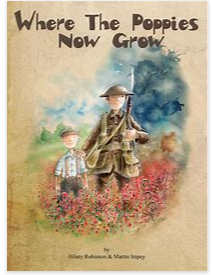 Where The Poppies
Now Grow
by
Hilary Robinson & Martin Impey